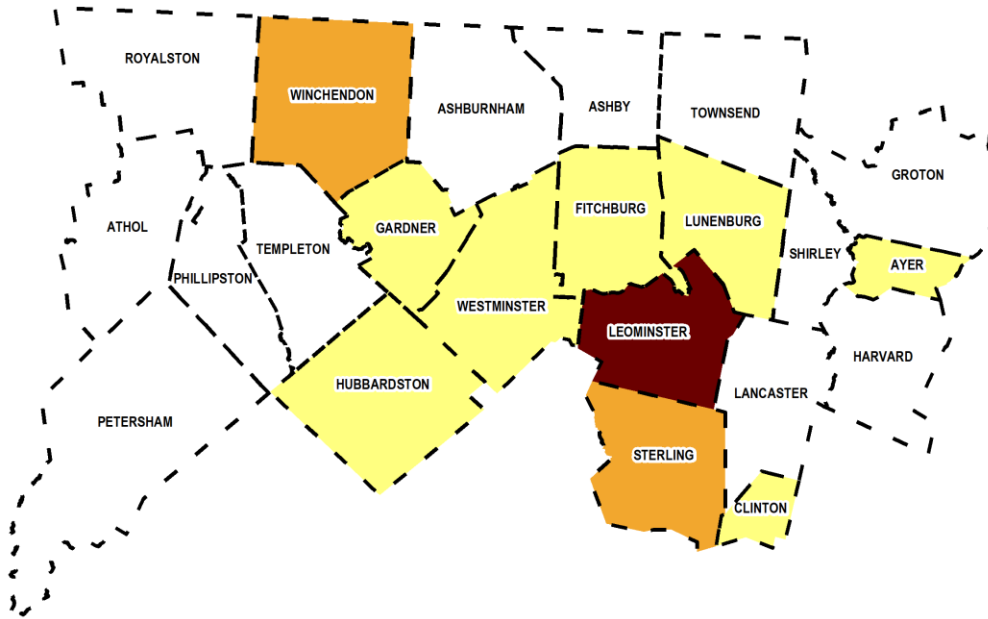 ROYALSTON
WINCHENDON
ASHBURNHAM
ASHBY
TOWNSEND
GROTON
ATHOL
GARDNER
FITCHBURG
LUNENBURG
TEMPLETON
SHIRLEY
AYER
PHILLIPSTON
WESTMINSTER
LEOMINSTER
HARVARD
HUBBARDSTON
LANCASTER
PETERSHAM
STERLING
CLINTON